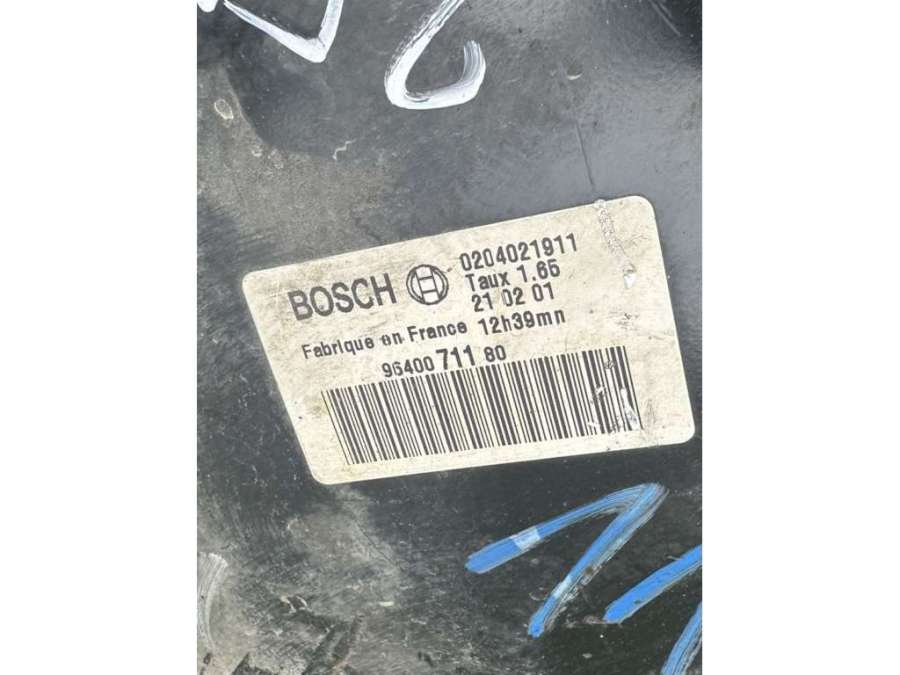 BOSCH 0204021911
Taux 1.65
21 02 01
Fabrique en France 12h39mn
96400 711 80